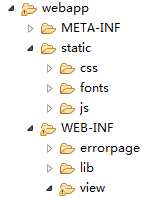 webapp
META-INF
static
css
fonts
js
WEB-INF
errorpage
lib
view